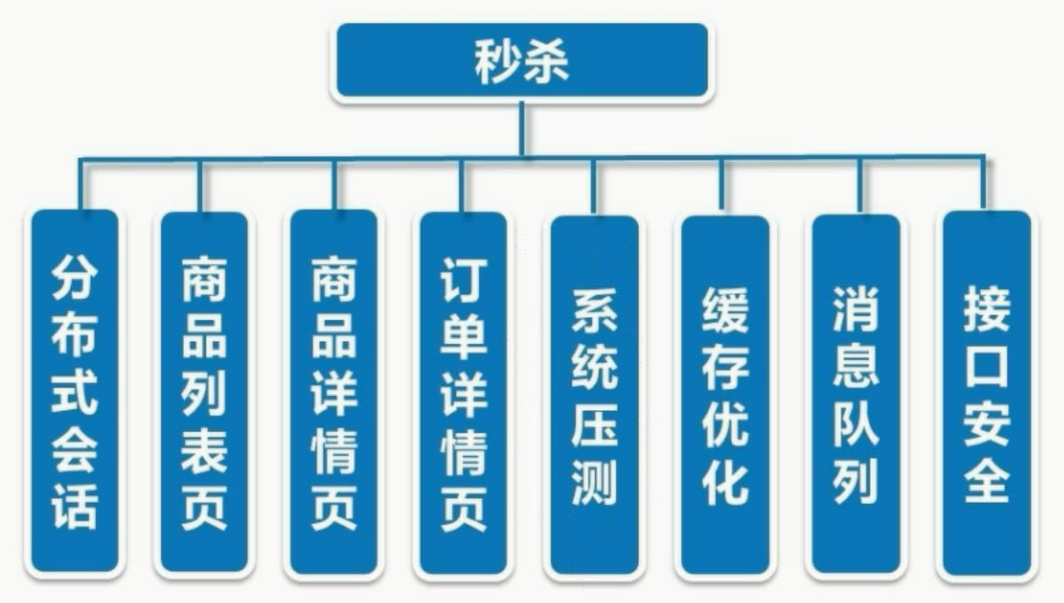 秒杀
分布式会话
商品列表页
商品详情页
订单详情页
系统压测
缓存优化
消息队列
接口安全